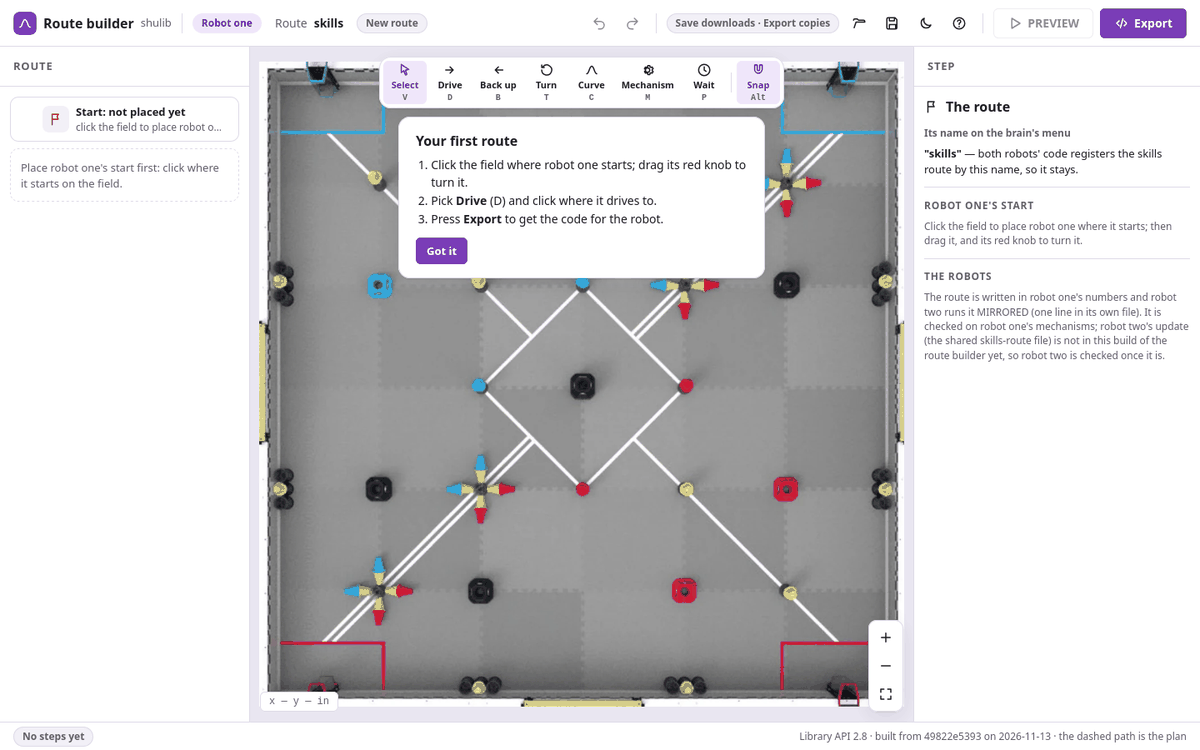 Route builder shulib
Robot one
Route skills
New route
Save downloads · Export copies
PREVIEW
Export
ROUTE
Start: not placed yet
click the field to place robot o...
Place robot one's start first: click where
it starts on the field.
Select
V
Drive
D
Back up
B
Turn
T
Curve
C
Mechanism
M
Wait
P
Snap
Alt
Your first route
1. Click the field where robot one starts; drag its red knob to
turn it.
2. Pick Drive (D) and click where it drives to.
3. Press Export to get the code for the robot.
Got it
x — y — in
STEP
The route
Its name on the brain's menu
"skills" — both robots' code registers the skills
route by this name, so it stays.
ROBOT ONE'S START
Click the field to place robot one where it starts; then
drag it, and its red knob to turn it.
THE ROBOTS
The route is written in robot one's numbers and robot
two runs it MIRRORED (one line in its own file). It is
checked on robot one's mechanisms; robot two's update
(the shared skills-route file) is not in this build of the
route builder yet, so robot two is checked once it is.
No steps yet
Library API 2.8 · built from 49822e5393 on 2026-11-13 · the dashed path is the plan